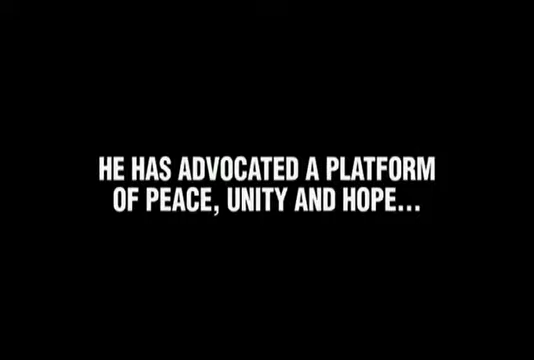 HE HAS ADVOCATED A PLATFORM
OF PEACE, UNITY AND HOPE...